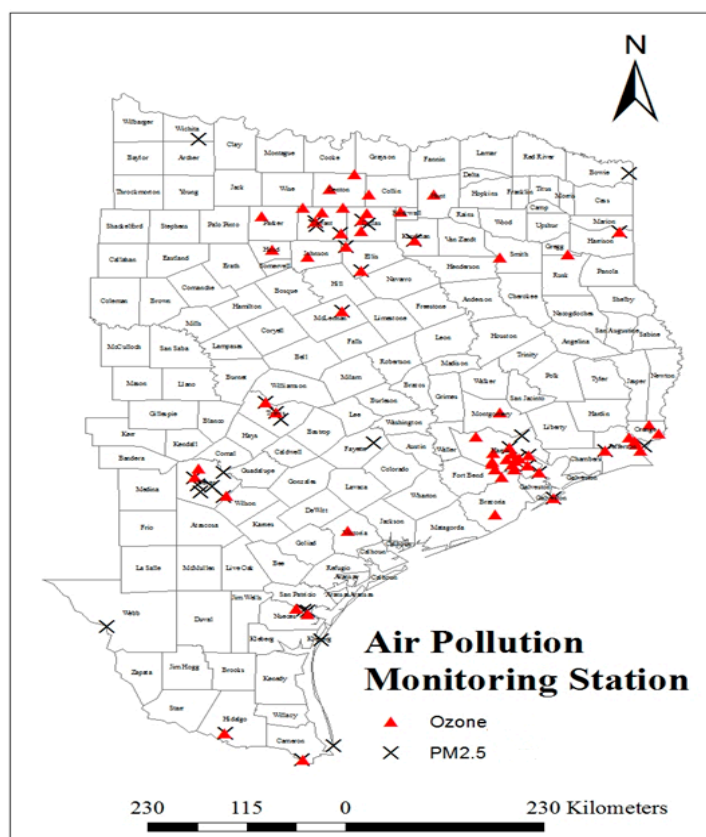 N
Wilbarger
Wichita
Clay
Montague
Cooke
Grayson
Fannin
Lamar
Red River
Bowie
Baylor
Archer
Delta
Titus
Morris
Cass
Throckmorton
Young
Jack
Wise
Denton
Collin
Hunt
Hopkins
Franklin
Camp
Marion
Shackelford
Stephens
Palo Pinto
Parker
Rockwall
Rains
Wood
Upshur
Harrison
Callahan
Eastland
Erath
Hood
Somervell
Johnson
Ellis
Kaufman
Van Zandt
Smith
Gregg
Rusk
Panola
Coleman
Brown
Comanche
Bosque
Hill
Navarro
Henderson
Cherokee
Shelby
Mills
Hamilton
McLennan
Limestone
Freestone
Anderson
Nacogdoches
San Augustine
Sabine
McCulloch
San Saba
Lampasas
Coryell
Bell
Falls
Robertson
Leon
Houston
Angelina
Mason
Llano
Burnet
Williamson
Milam
Brazos
Madison
Trinity
Polk
Tyler
Jasper
Newton
Gillespie
Blanco
Burleson
Grimes
Walker
San Jacinto
Hardin
Kerr
Kendall
Hays
Bastrop
Lee
Washington
Montgomery
Liberty
Orange
Bandera
Comal
Caldwell
Fayette
Austin
Waller
Chambers
Jefferson
Medina
Guadalupe
Gonzales
Colorado
Fort Bend
Galveston
Galveston
Galveston
Frio
Atascosa
Wilson
Karnes
DeWitt
Lavaca
Wharton
Brazoria
La Salle
McMullen
Live Oak
Bee
Goliad
Victoria
Jackson
Matagorda
Calhoun
Refugio
Calhoun
Aransas
Aransas
Webb
Duval
Jim Wells
San Patricio
Nueces
Kleberg
Kleberg
Zapata
Jim Hogg
Brooks
Kenedy
Starr
Hidalgo
Willacy
Cameron
Air Pollution
Monitoring Station
Ozone
PM2.5
230 115 0 230 Kilometers